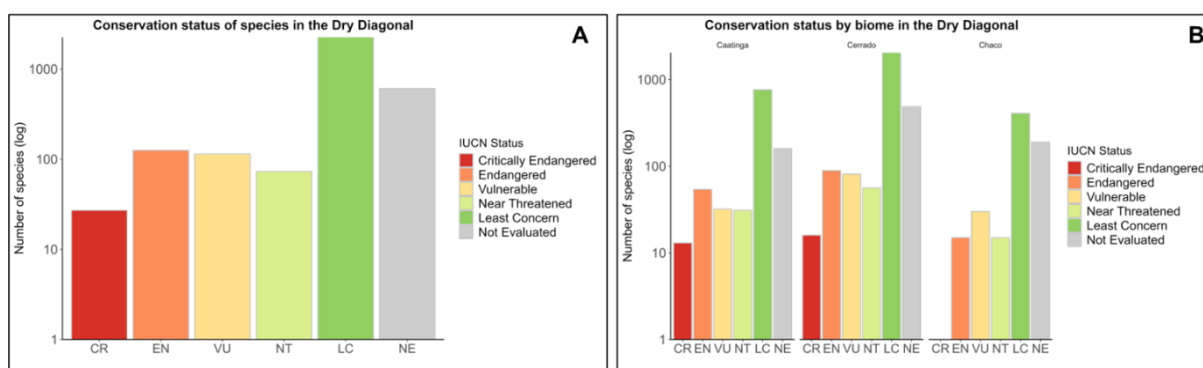 Conservation status of species in the Dry Diagonal
A
Number of species (log)
1000
100
10
1
CR EN VU NT LC NE
IUCN Status
Critically Endangered
Endangered
Vulnerable
Near Threatened
Least Concern
Not Evaluated
Conservation status by biome in the Dry Diagonal
B
Caatinga Cerrado Chaco
Number of species (log)
1000
100
10
1
CR EN VU NT LC NE CR EN VU NT LC NE CR EN VU NT LC NE
IUCN Status
Critically Endangered
Endangered
Vulnerable
Near Threatened
Least Concern
Not Evaluated